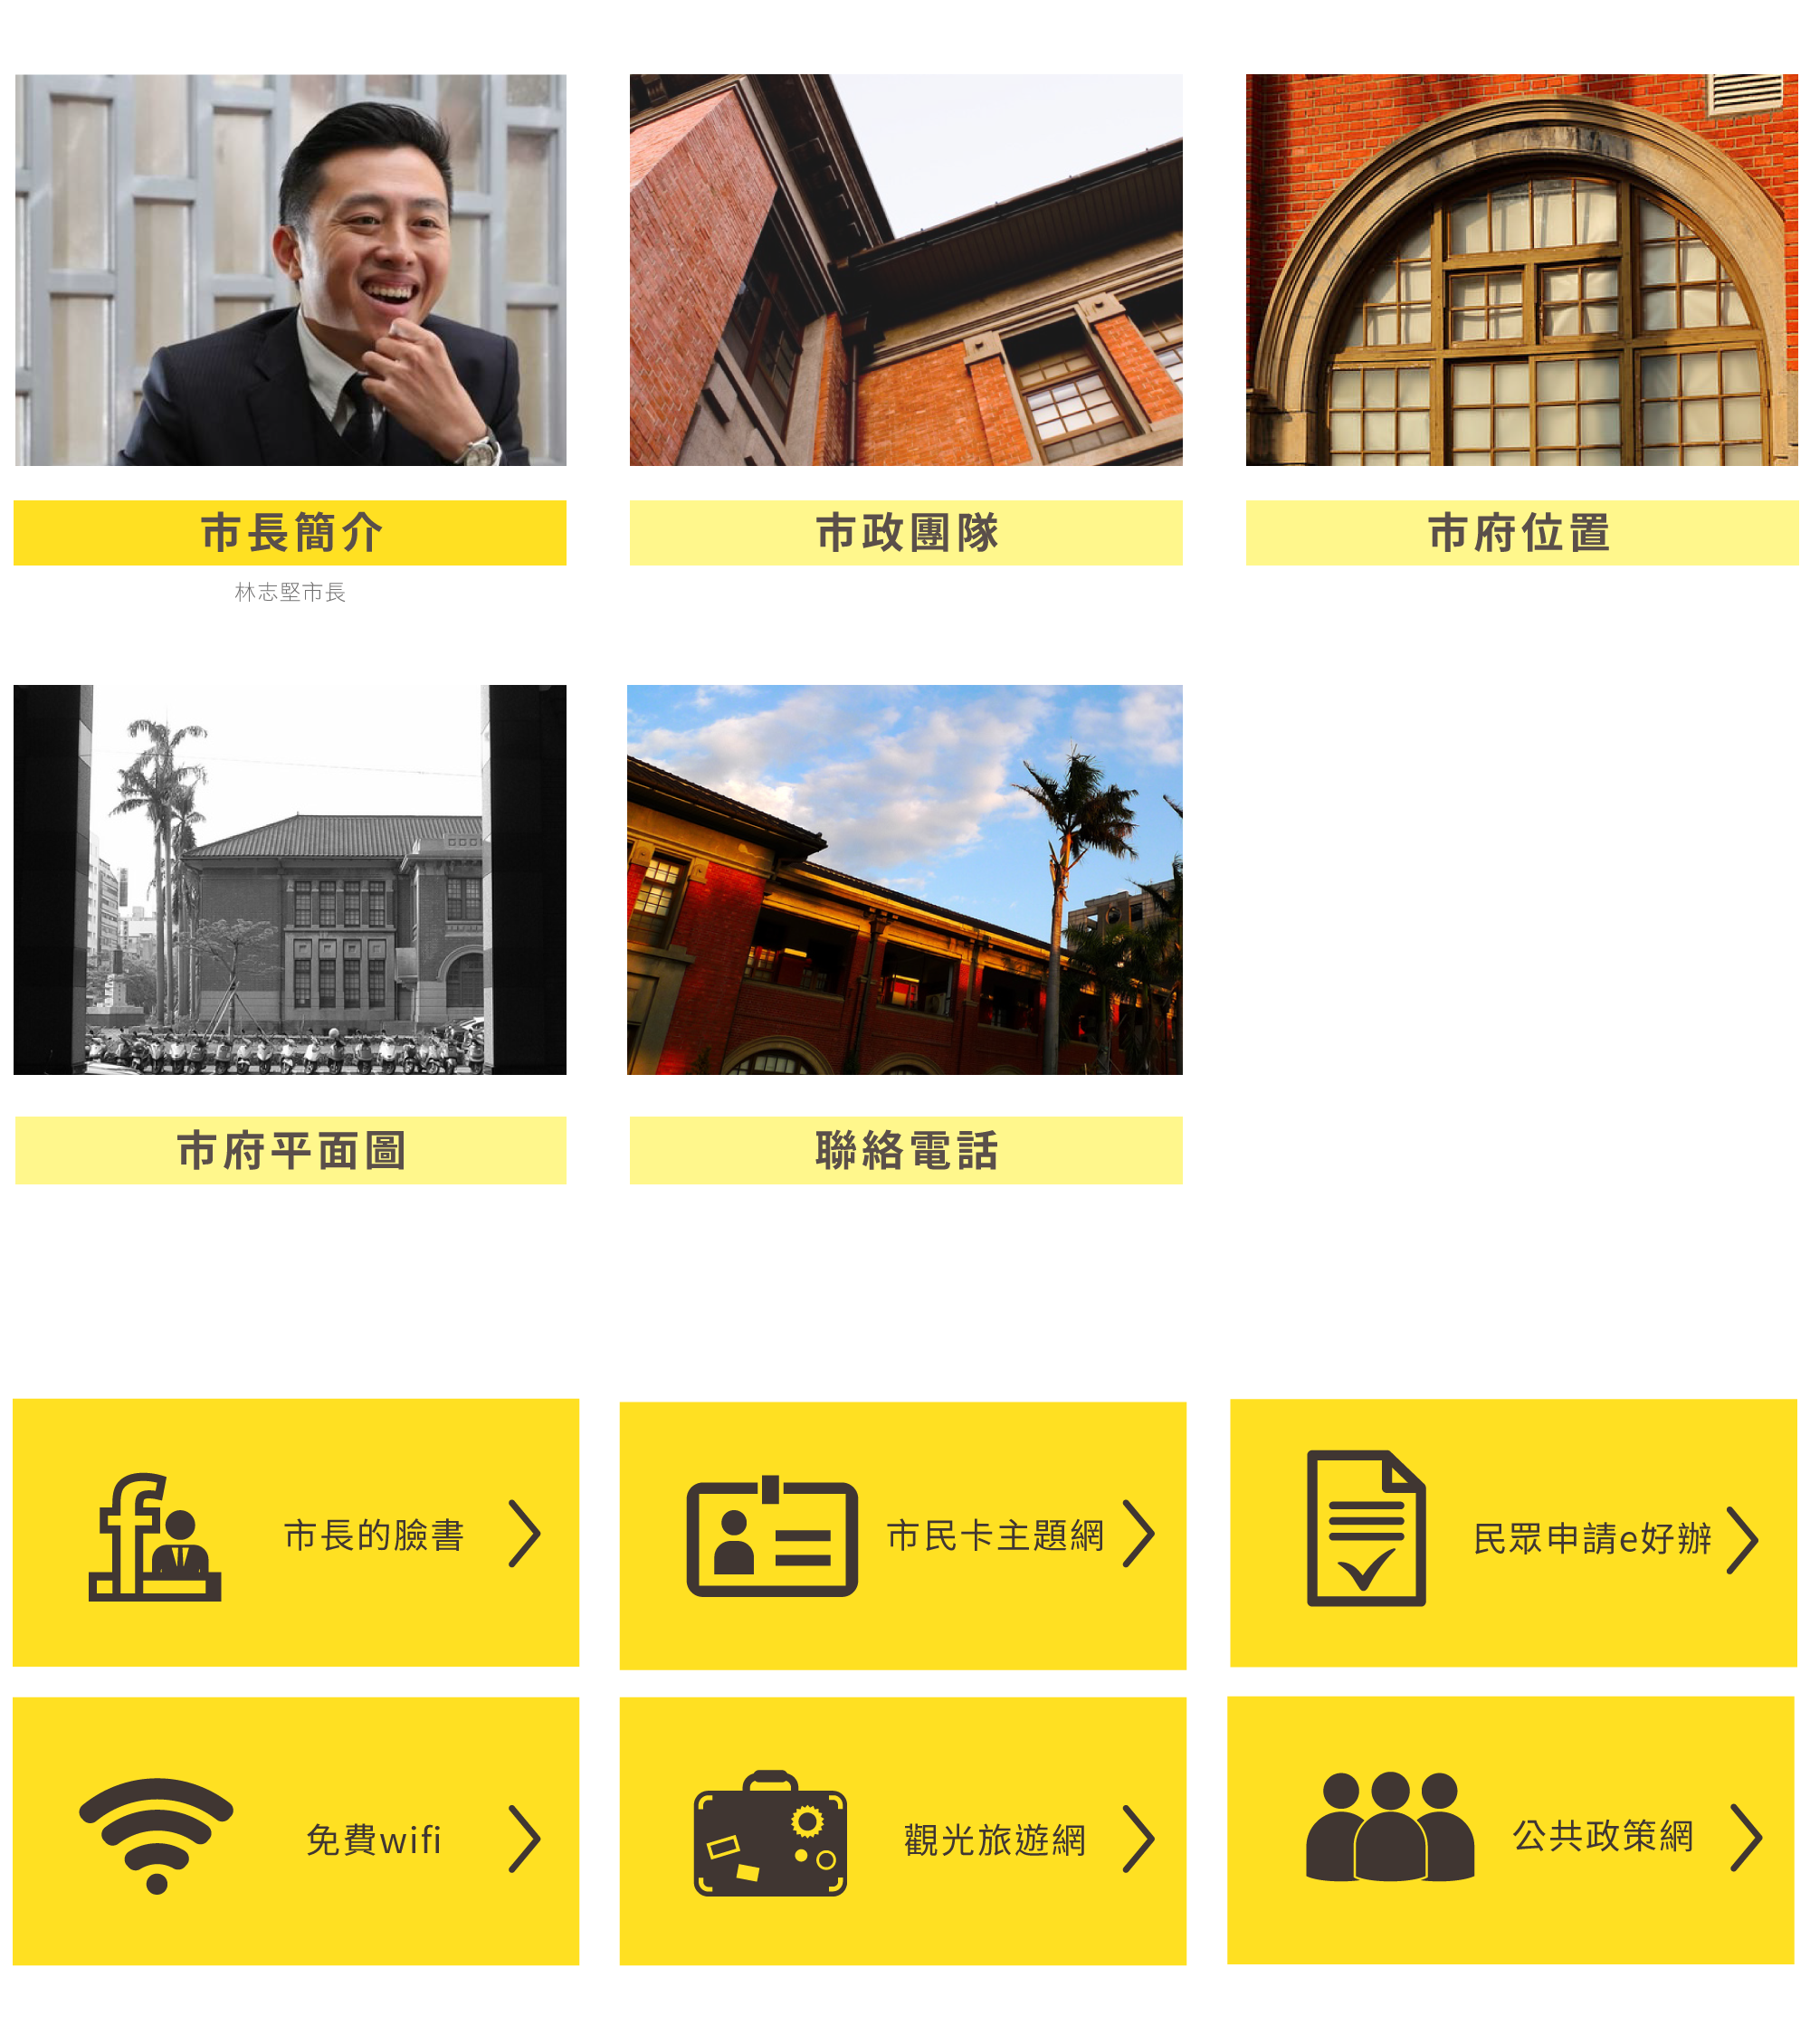 市長簡介
市政團隊
市府位置
林志堅市長
市府平面圖
聯絡電話
市長的臉書
市民卡主題網
民眾申請e好辦
免費wifi
觀光旅遊網
公共政策網